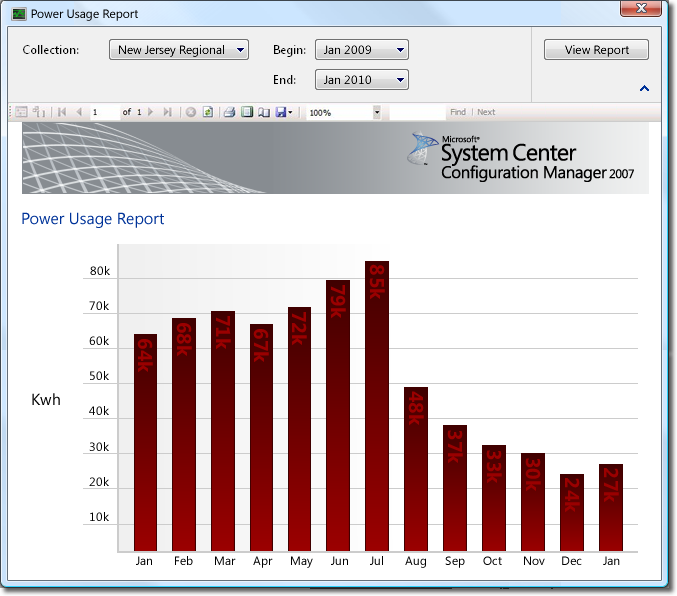 Power Usage Report
Collection: New Jersey Regional Begin: Jan 2009 View Report
End: Jan 2010
1 of 1 100% Find | Next
Microsoft®
System Center
Configuration Manager 2007
Power Usage Report
80k
70k
60k
50k
40k
30k
20k
10k
Kwh
64k 68k 71k 67k 72k 79k 85k 48k 37k 33k 30k 24k 27k
Jan Feb Mar Apr May Jun Jul Aug Sep Oct Nov Dec Jan